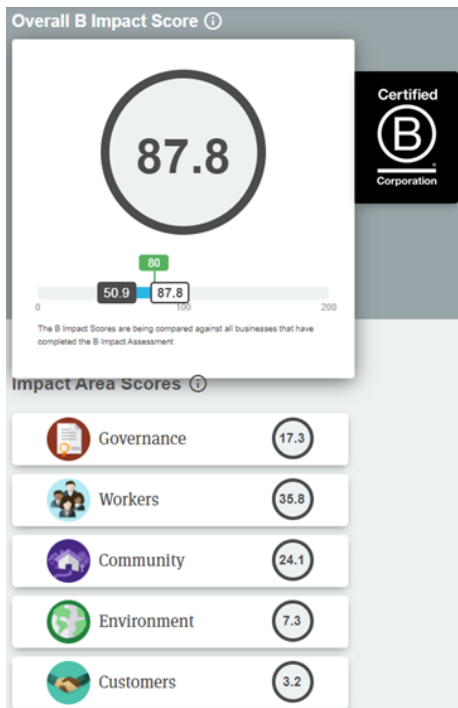 Overall B Impact Score
87.8
Certified
B
Corporation
80
50.9 87.8
0 100 200
The B Impact Scores are being compared against all businesses that have
completed the B Impact Assessment
Impact Area Scores
Governance 17.3
Workers 35.8
Community 24.1
Environment 7.3
Customers 3.2